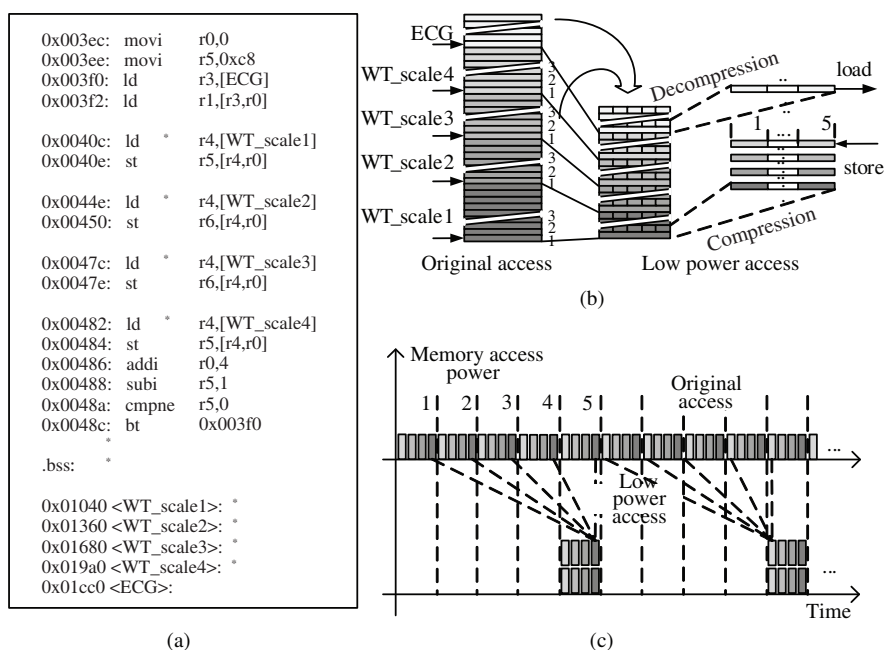 0x003ec: movi r0,0
0x003ee: movi r5,0xc8
0x003f0: ld r3,[ECG]
0x003f2: ld r1,[r3,r0]
0x0040c: ld * r4,[WT_scale1]
0x0040e: st r5,[r4,r0]
0x0044e: ld * r4,[WT_scale2]
0x00450: st r6,[r4,r0]
0x0047c: ld * r4,[WT_scale3]
0x0047e: st r6,[r4,r0]
0x00482: ld * r4,[WT_scale4]
0x00484: st r5,[r4,r0]
0x00486: addi r0,4
0x00488: subi r5,1
0x0048a: cmpne r5,0
0x0048c: bt 0x003f0
*
.bss: *
0x01040 <WT_scale1>: *
0x01360 <WT_scale2>: *
0x01680 <WT_scale3>: *
0x019a0 <WT_scale4>: *
0x01cc0 <ECG>:
(a)
ECG
WT_scale4
WT_scale3
WT_scale2
WT_scale1
3
2
1
3
2
1
3
2
1
3
2
1
Original access
Low power access
Decompression
load
1 ... 5
store
Compression
(b)
Memory access
power
1 2 3 4 5
Original
access
...
Low
power
access
...
Time
(c)